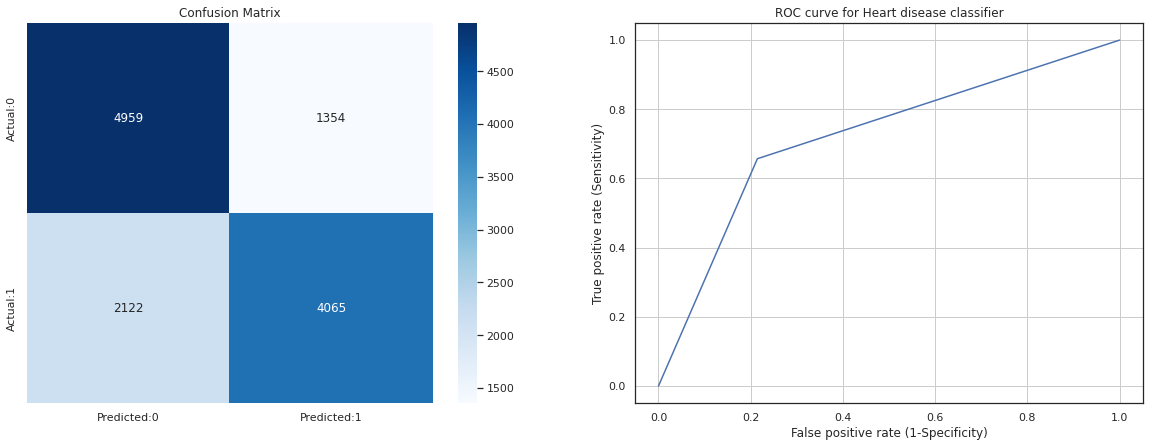 Confusion Matrix
Actual:0
4959
1354
Actual:1
2122
4065
Predicted:0
Predicted:1
4500
4000
3500
3000
2500
2000
1500
ROC curve for Heart disease classifier
True positive rate (Sensitivity)
1.0
0.8
0.6
0.4
0.2
0.0
0.0 0.2 0.4 0.6 0.8 1.0
False positive rate (1-Specificity)